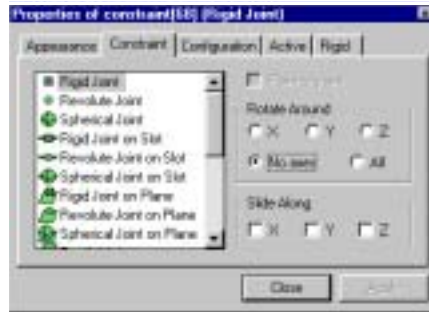 Properties of constraint[68] (Rigid Joint)
Appearance Constraint Configuration Active Rigid
Rigid Joint
Revolute Joint
Spherical Joint
Rigid Joint on Slot
Revolute Joint on Slot
Spherical Joint on Slot
Rigid Joint on Plane
Revolute Joint on Plane
Spherical Joint on Plane
Rotate Around
X Y Z
No axes All
Slide Along
X Y Z
Close